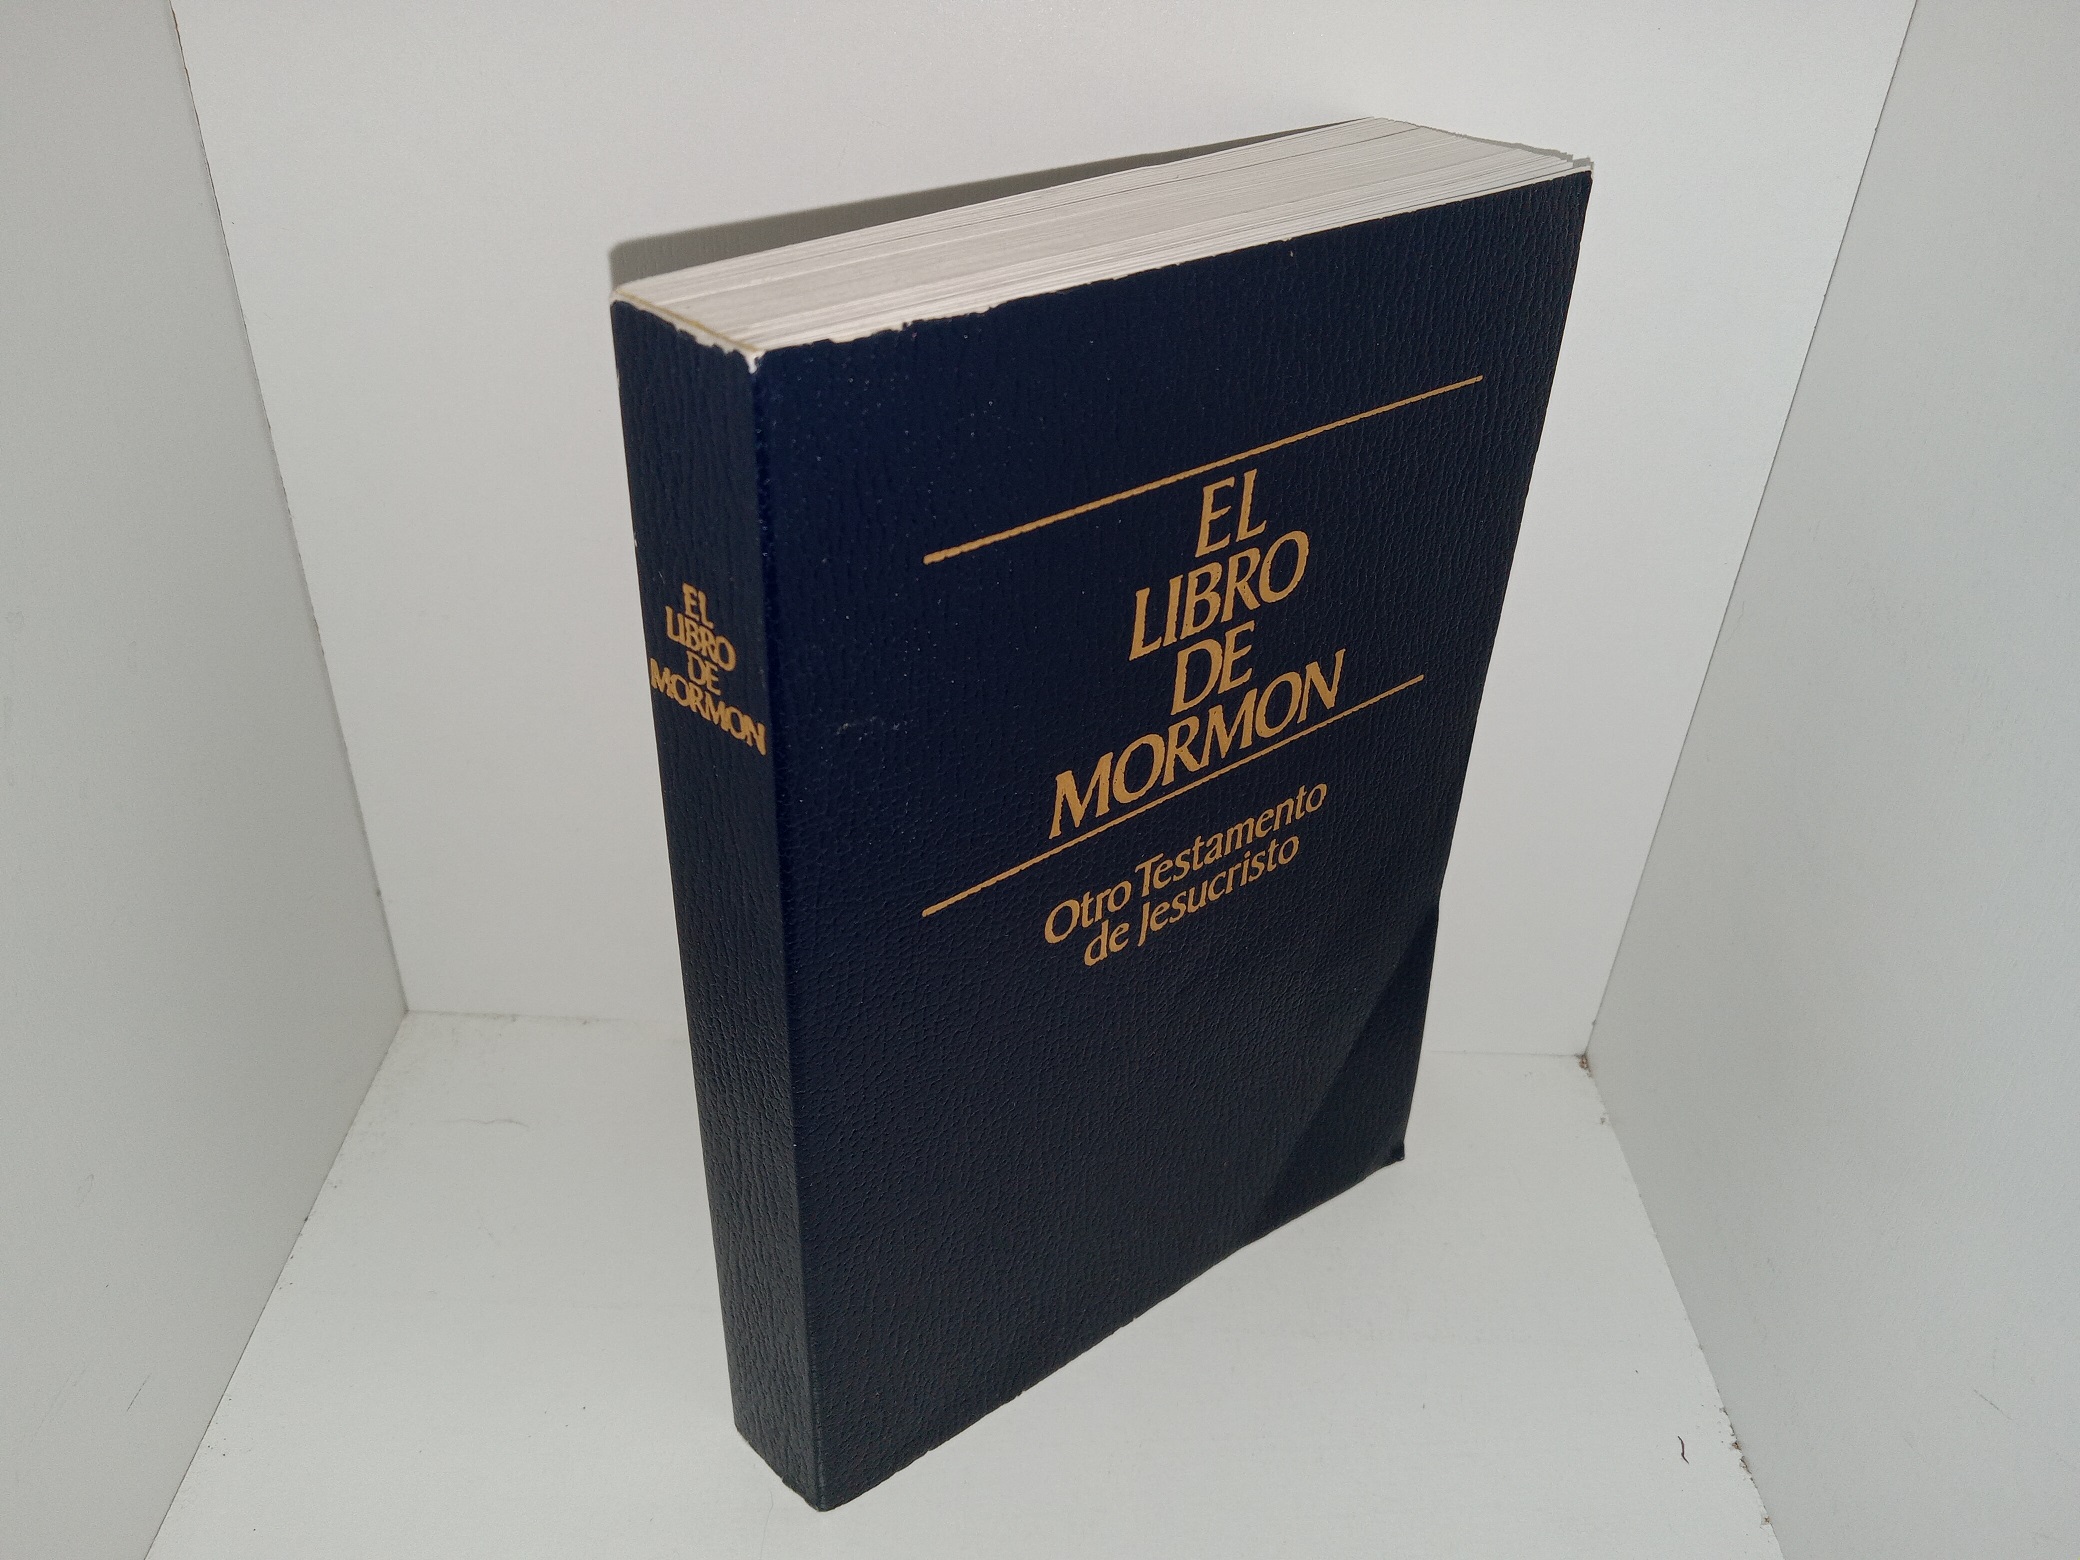 EL
LIBRO
DE
MORMON
EL
LIBRO
DE
MORMON
Otro Testamento
de Jesucristo